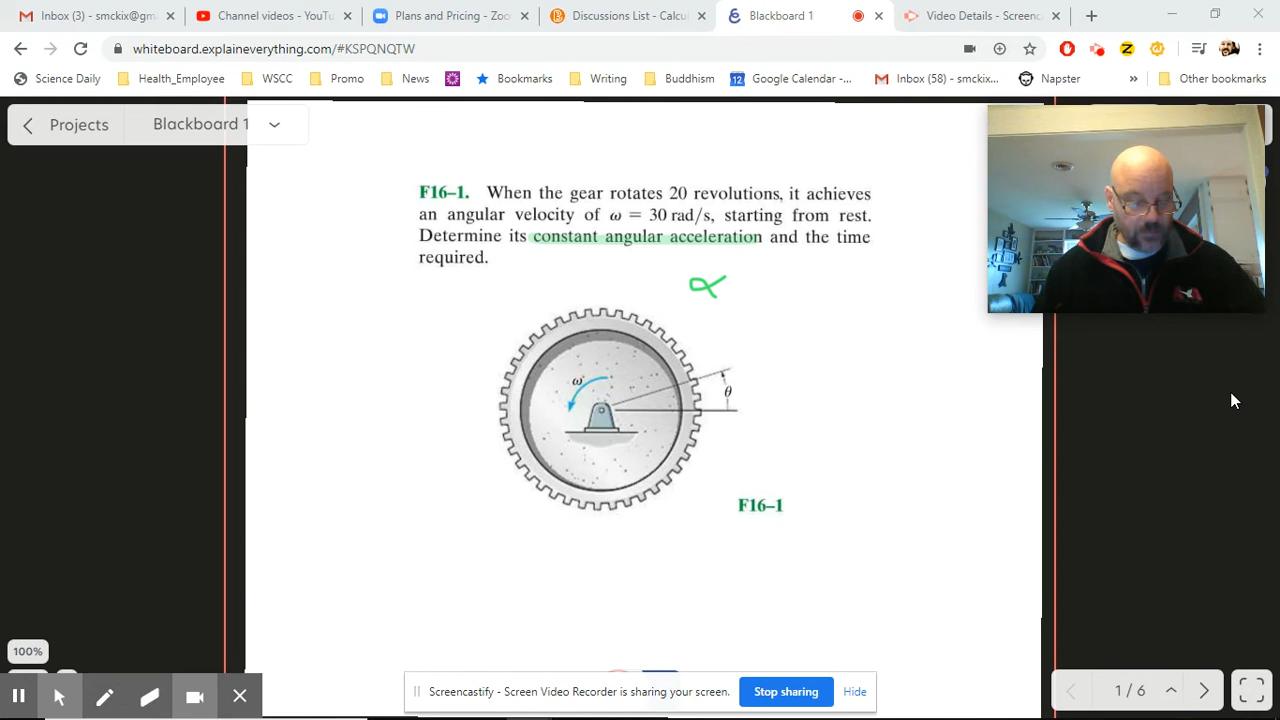 Inbox (3) - smckix@gm
Channel videos - YouTu
Plans and Pricing - Zoo
Discussions List - Calcu
Blackboard 1
Video Details - Screenc
whiteboard.explaineverything.com/#KSPQNQTW
Science Daily
Health_Employee
WSCC
Promo
News
Bookmarks
Writing
Buddhism
12
Google Calendar -...
Inbox (58) - smckix...
Napster
»
Other bookmarks
Projects
Blackboard 1
F16–1. When the gear rotates 20 revolutions, it achieves
an angular velocity of ω = 30 rad/s, starting from rest.
Determine its constant angular acceleration and the time
required.
α
ω
θ
F16–1
100%
Screencastify - Screen Video Recorder is sharing your screen.
Stop sharing
Hide
1 / 6